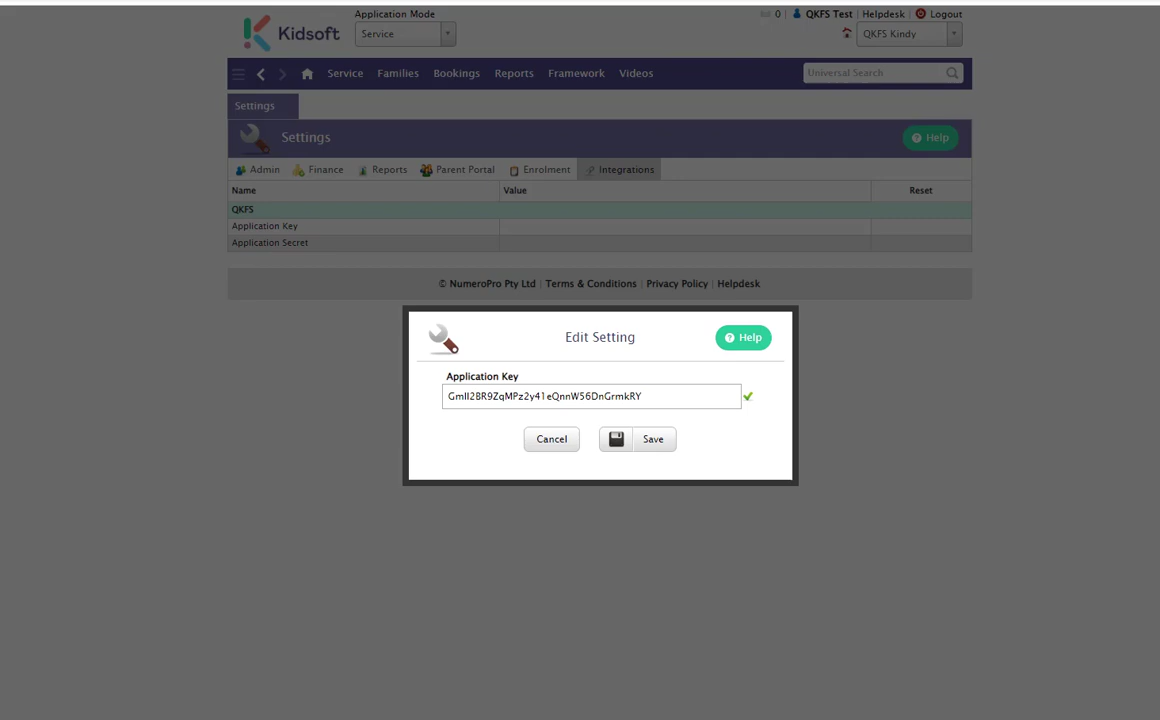 Application Mode
0 | QKFS Test | Helpdesk | Logout
Kidsoft
Service
QKFS Kindy
Service Families Bookings Reports Framework Videos
Universal Search
Settings
Settings
Help
Admin Finance Reports Parent Portal Enrolment Integrations
Name Value Reset
QKFS
Application Key
Application Secret
© NumeroPro Pty Ltd | Terms & Conditions | Privacy Policy | Helpdesk
Edit Setting
Help
Application Key
GmlI2BR9ZqMPz2y41eQnnW56DnGrmkRY
Cancel
Save